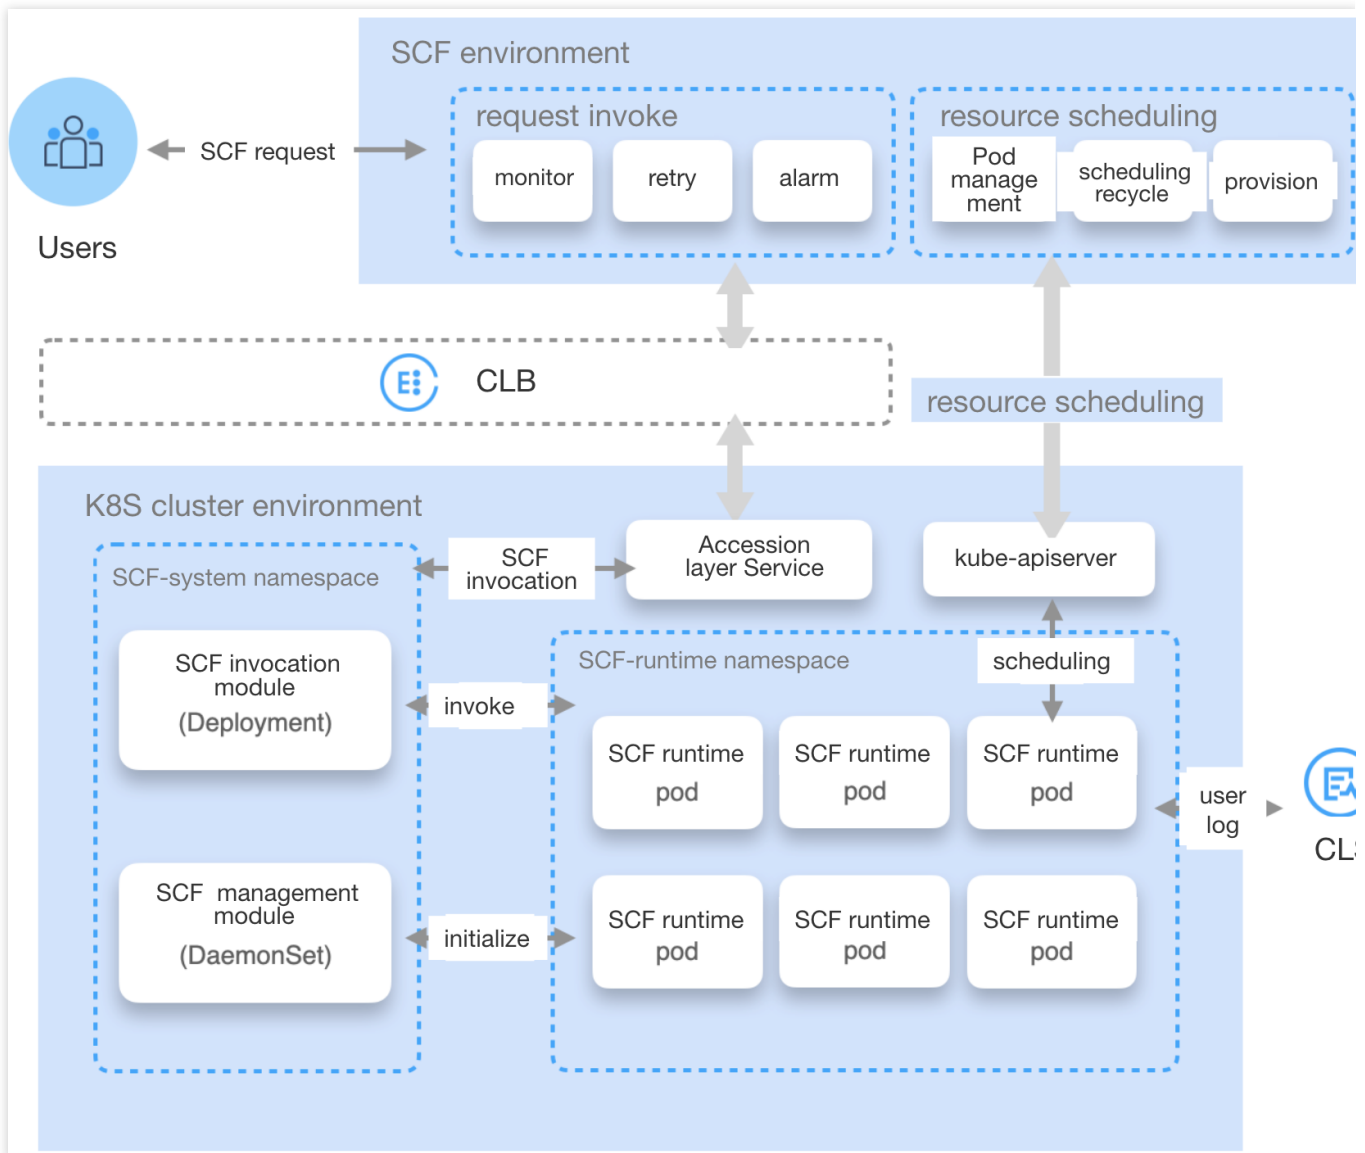 SCF environment
request invoke
resource scheduling
SCF request
monitor
retry
alarm
Pod
manage
ment
scheduling
recycle
provision
Users
CLB
resource scheduling
K8S cluster environment
SCF-system namespace
SCF
invocation
Accession
layer Service
kube-apiserver
SCF invocation
module
(Deployment)
invoke
SCF-runtime namespace
scheduling
SCF runtime
pod
SCF runtime
pod
SCF runtime
pod
user
log
CLS
SCF management
module
(DaemonSet)
initialize
SCF runtime
pod
SCF runtime
pod
SCF runtime
pod